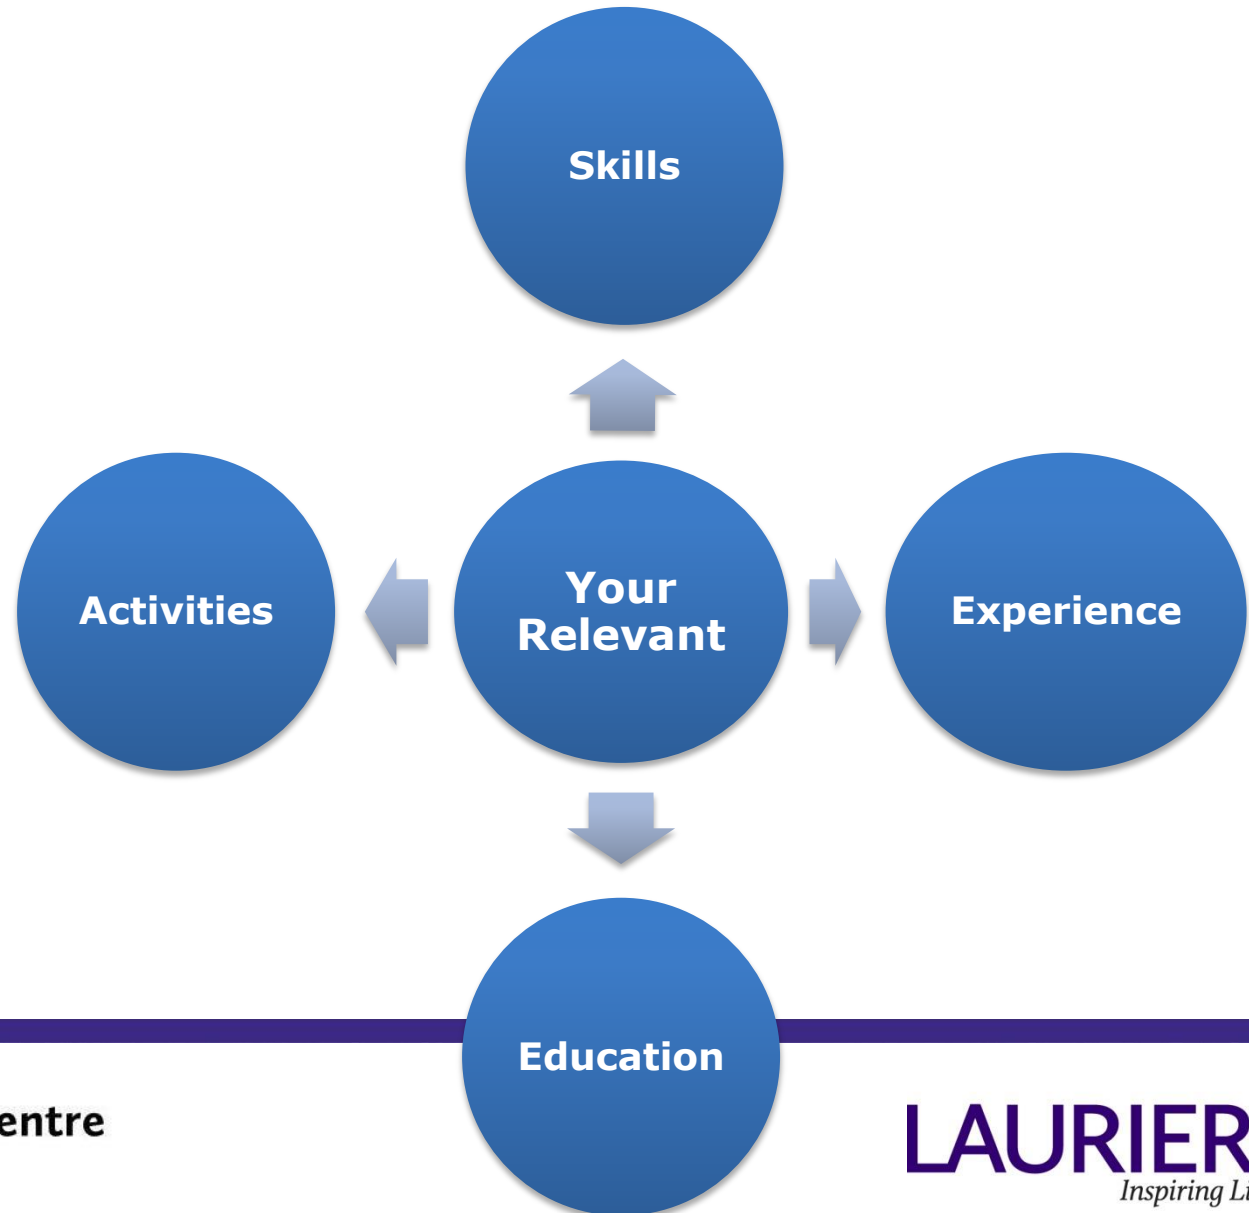 Skills
Activities
Your
Relevant
Experience
Education
entre
LAURIER
Inspiring Li